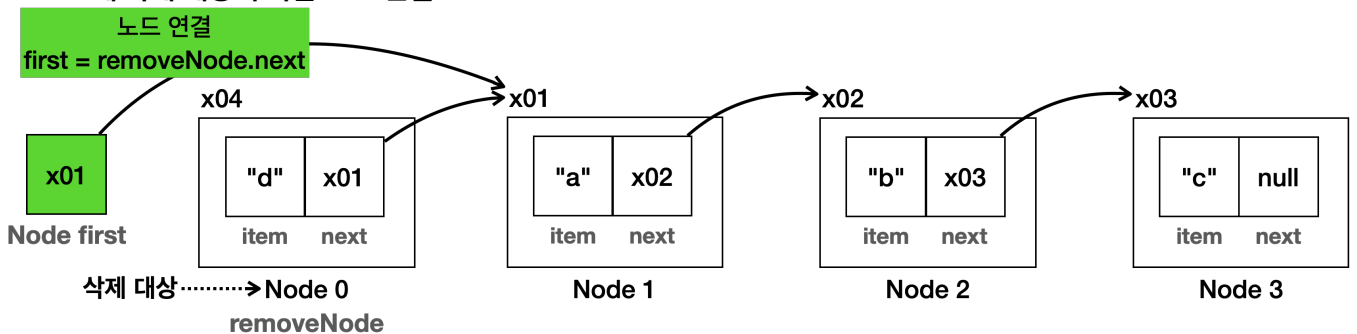 노드 연결
first = removeNode.next
x04
x01
x02
x03
x01
"d"
x01
"a"
x02
"b"
x03
"c"
null
Node first
item
next
item
next
item
next
item
next
삭제 대상
Node 0
Node 1
Node 2
Node 3
removeNode